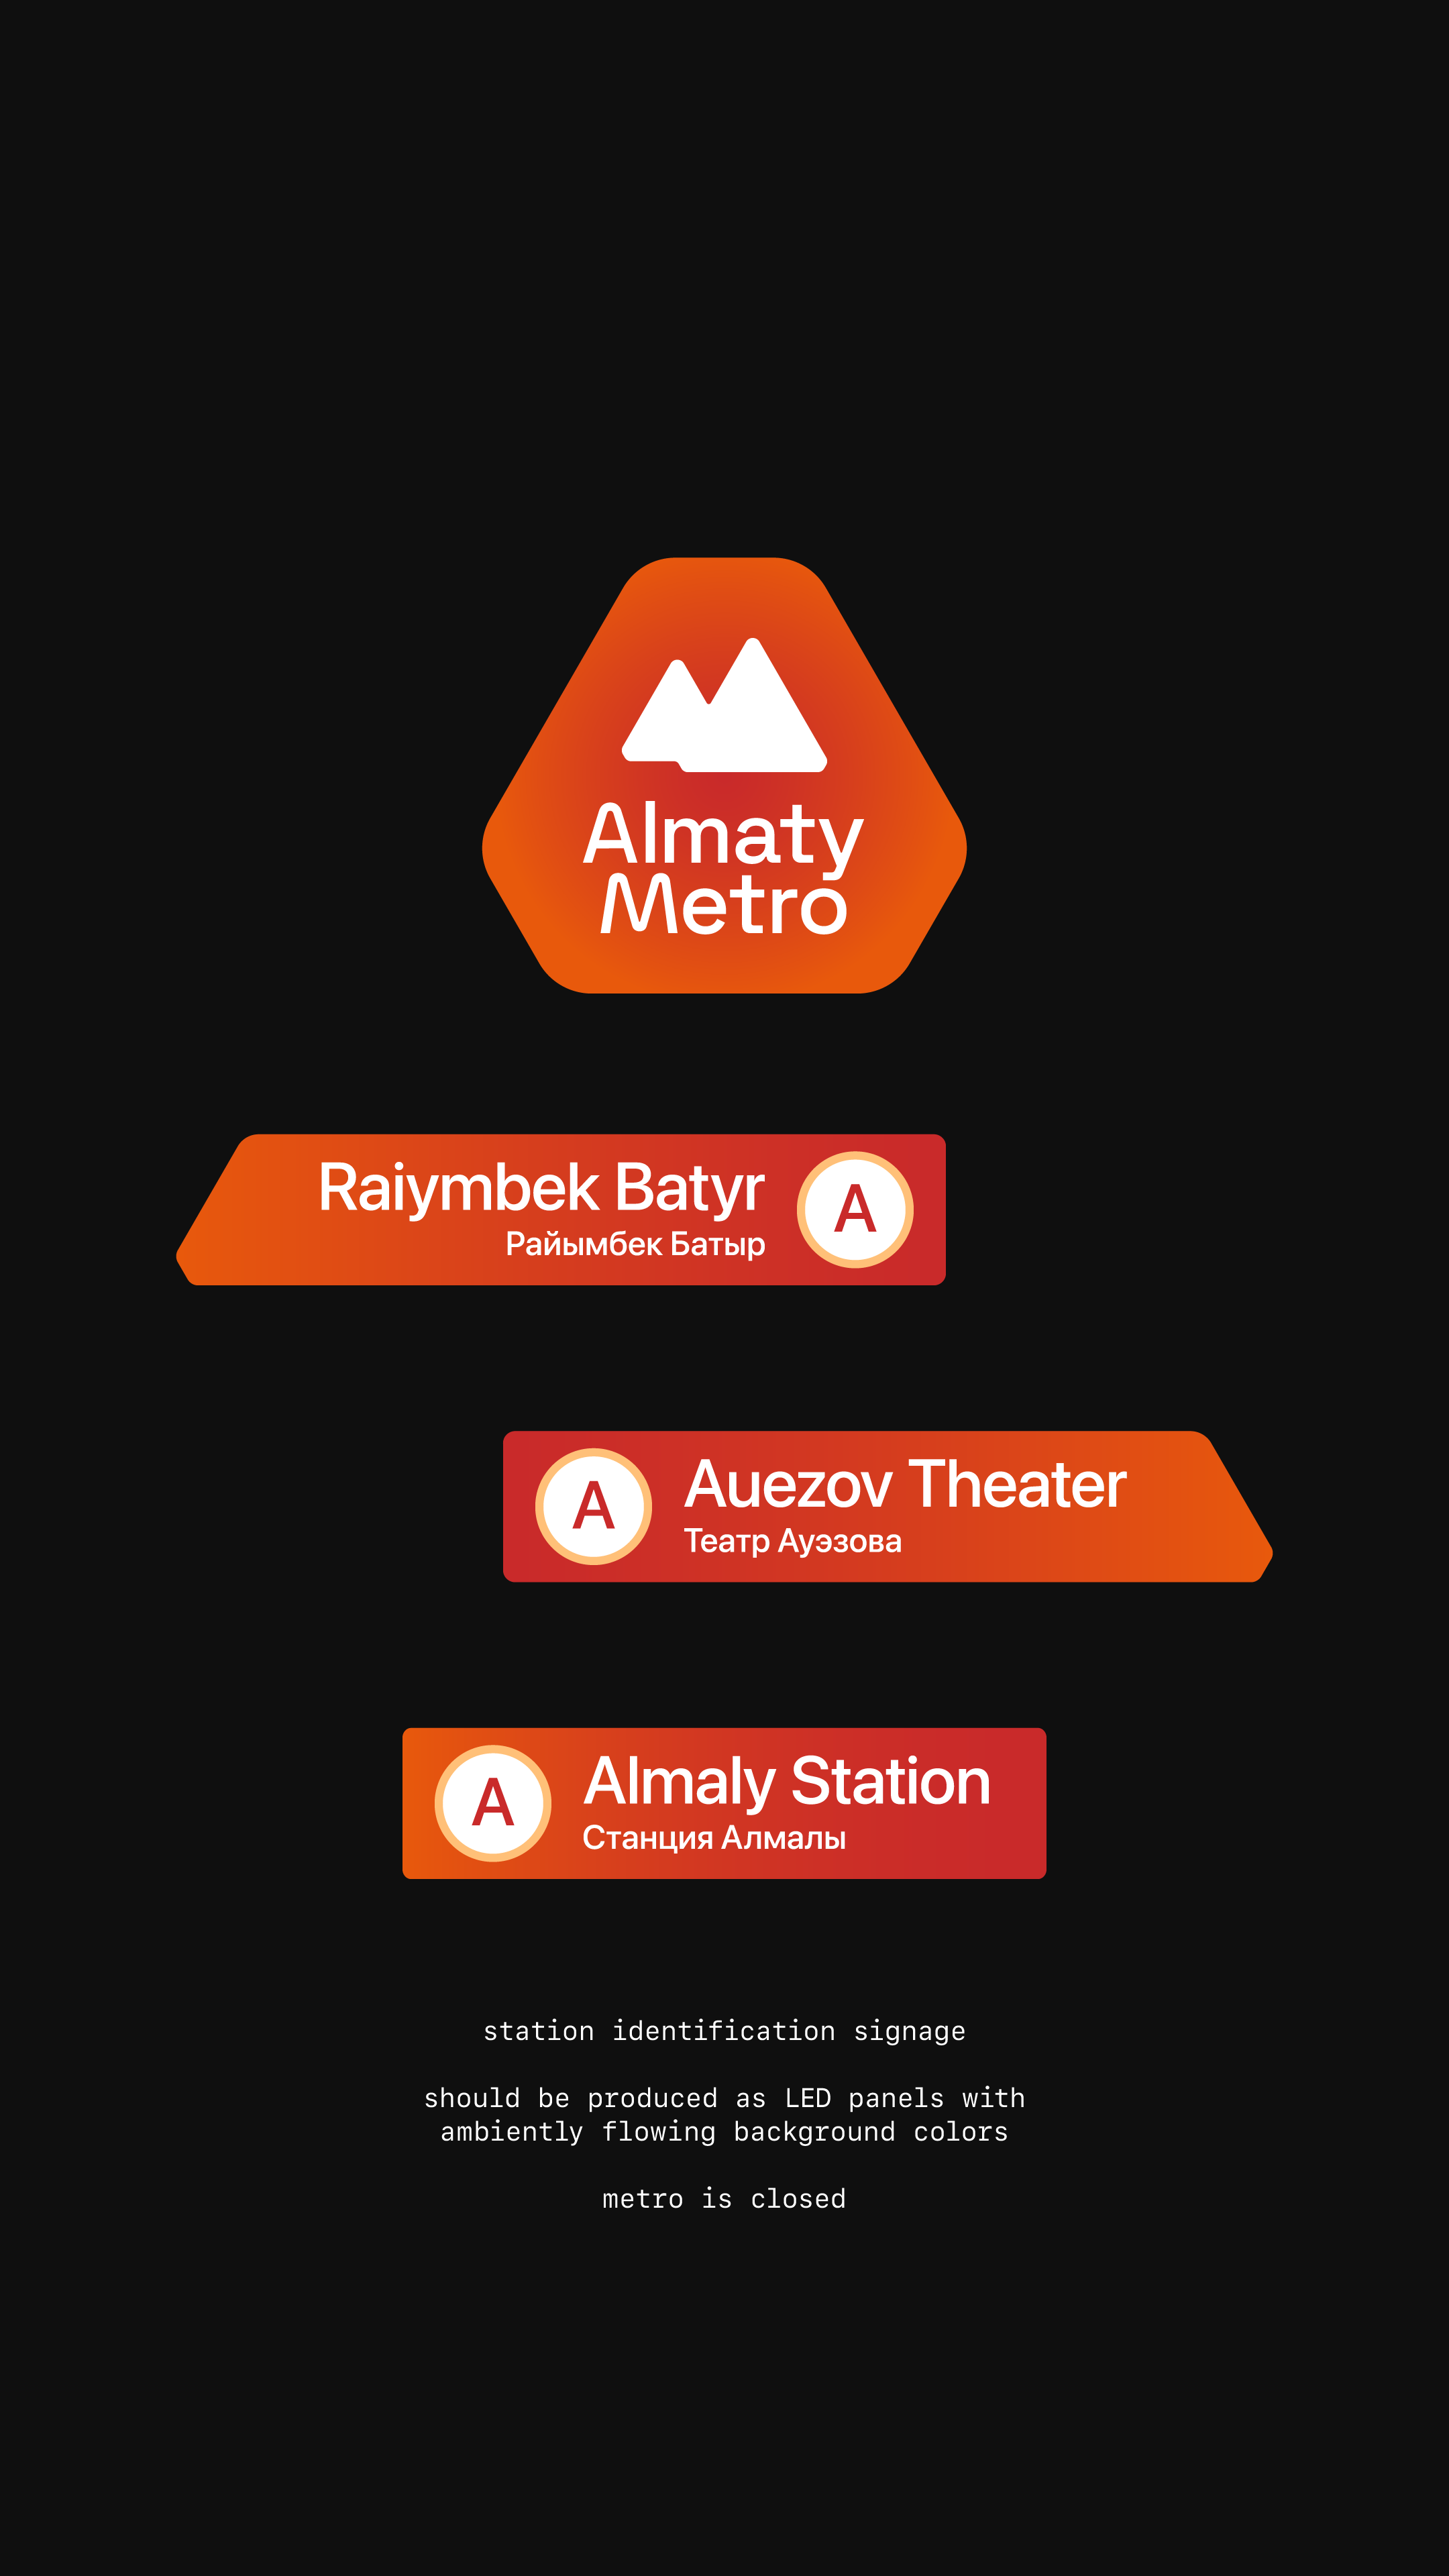 Almaty
Metro
Raiymbek Batyr
Райымбек Батыр
A
A
Auezov Theater
Театр Ауэзова
A
Almaly Station
Станция Алмалы
station identification signage
should be produced as LED panels with
ambiently flowing background colors
metro is closed